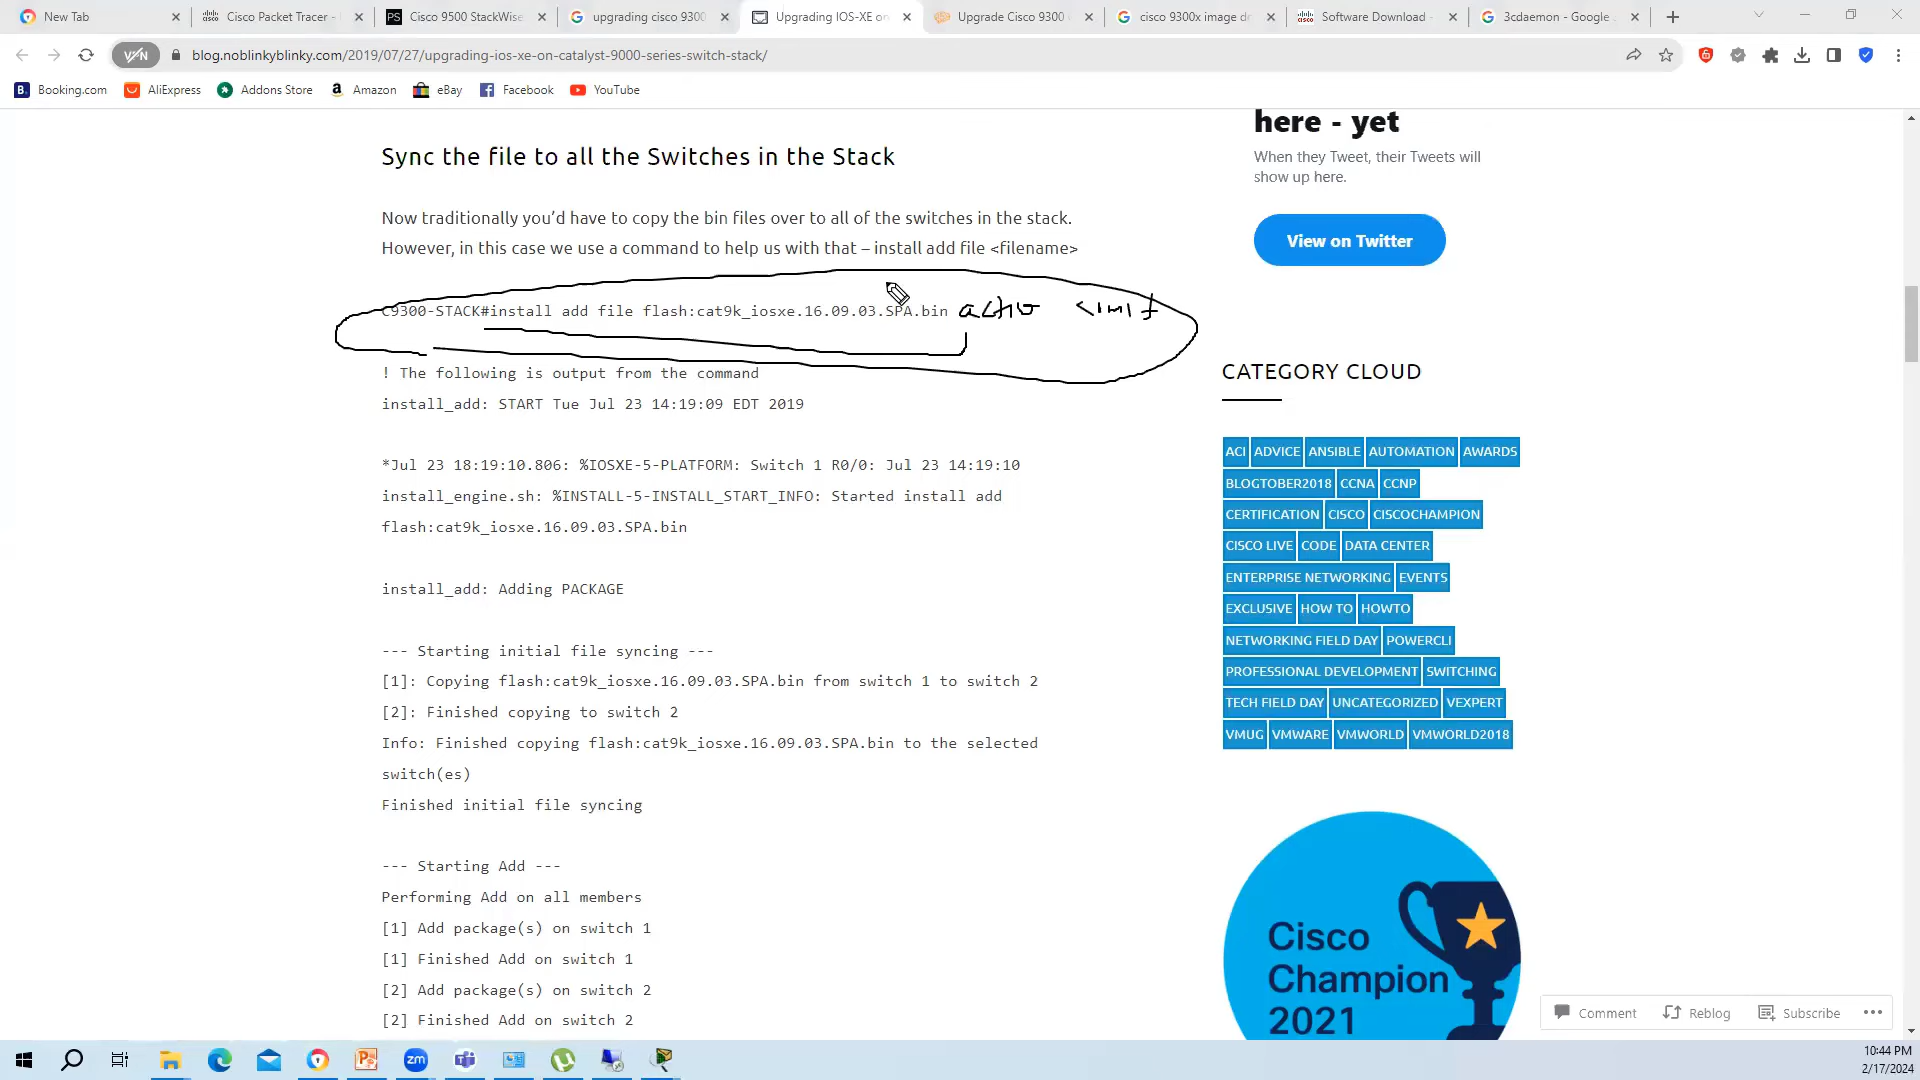 New Tab
Cisco Packet Tracer -
Cisco 9500 StackWise
upgrading cisco 9300
Upgrading IOS-XE on
Upgrade Cisco 9300
cisco 9300x image
Software Download -
3cdaemon - Google
VPN
blog.noblinkyblinky.com/2019/07/27/upgrading-ios-xe-on-catalyst-9000-series-switch-stack/
Booking.com
AliExpress
Addons Store
Amazon
eBay
Facebook
YouTube
Sync the file to all the Switches in the Stack
Now traditionally you’d have to copy the bin files over to all of the switches in the stack.
However, in this case we use a command to help us with that – install add file <filename>
C9300-STACK#install add file flash:cat9k_iosxe.16.09.03.SPA.bin
! The following is output from the command
install_add: START Tue Jul 23 14:19:09 EDT 2019
*Jul 23 18:19:10.806: %IOSXE-5-PLATFORM: Switch 1 R0/0: Jul 23 14:19:10
install_engine.sh: %INSTALL-5-INSTALL_START_INFO: Started install add
flash:cat9k_iosxe.16.09.03.SPA.bin
install_add: Adding PACKAGE
--- Starting initial file syncing ---
[1]: Copying flash:cat9k_iosxe.16.09.03.SPA.bin from switch 1 to switch 2
[2]: Finished copying to switch 2
Info: Finished copying flash:cat9k_iosxe.16.09.03.SPA.bin to the selected
switch(es)
Finished initial file syncing
--- Starting Add ---
Performing Add on all members
[1] Add package(s) on switch 1
[1] Finished Add on switch 1
[2] Add package(s) on switch 2
[2] Finished Add on switch 2
here - yet
When they Tweet, their Tweets will
show up here.
View on Twitter
CATEGORY CLOUD
ACI ADVICE ANSIBLE AUTOMATION AWARDS
BLOGTOBER2018 CCNA CCNP
CERTIFICATION CISCO CISCOCHAMPION
CISCO LIVE CODE DATA CENTER
ENTERPRISE NETWORKING EVENTS
EXCLUSIVE HOW TO HOWTO
NETWORKING FIELD DAY POWERCLI
PROFESSIONAL DEVELOPMENT SWITCHING
TECH FIELD DAY UNCATEGORIZED VEXPERT
VMUG VMWARE VMWORLD VMWORLD2018
Cisco
Champion
2021
Comment
Reblog
Subscribe
10:44 PM
2/17/2024